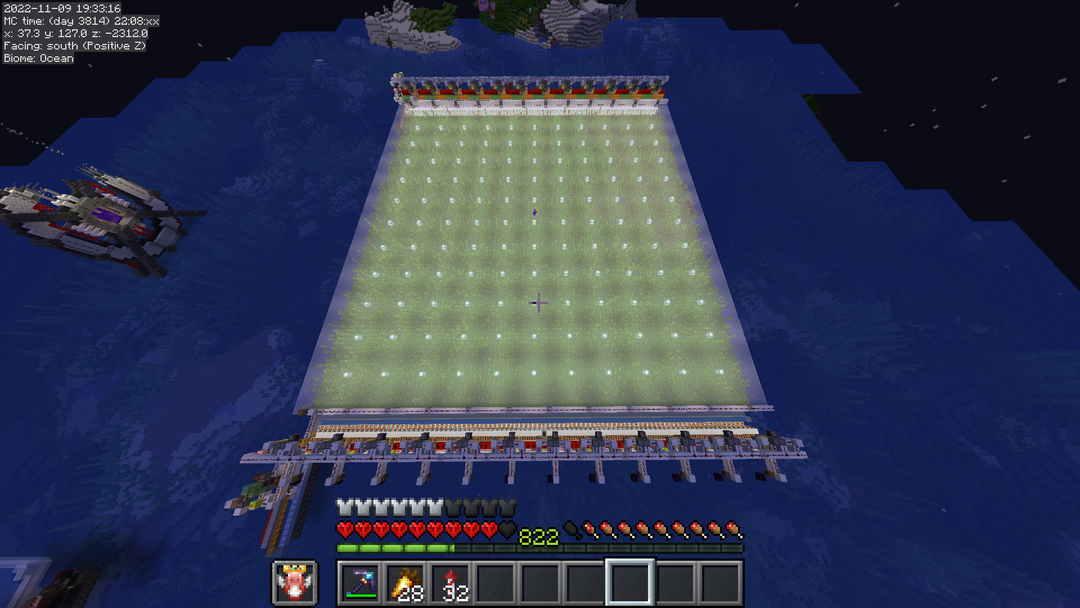 2022-11-09 19:33:16
MC time: (day 3814) 22:08:xx
x: 37.3 y: 127.0 z: -2312.0
Facing: south (Positive Z)
Biome: Ocean
822
28
32